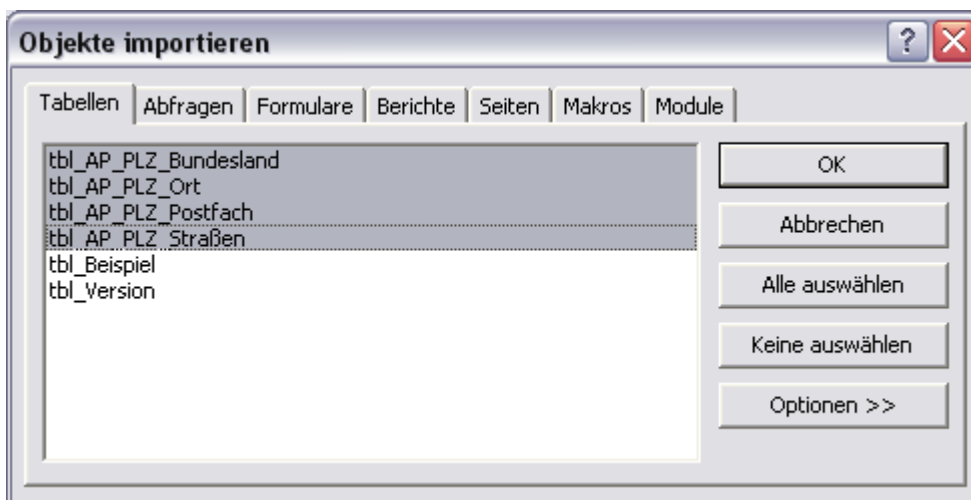 Objekte importieren
Tabellen Abfragen Formulare Berichte Seiten Makros Module
tbl_AP_PLZ_Bundesland
tbl_AP_PLZ_Ort
tbl_AP_PLZ_Postfach
tbl_AP_PLZ_Straßen
tbl_Beispiel
tbl_Version
OK
Abbrechen
Alle auswählen
Keine auswählen
Optionen >>